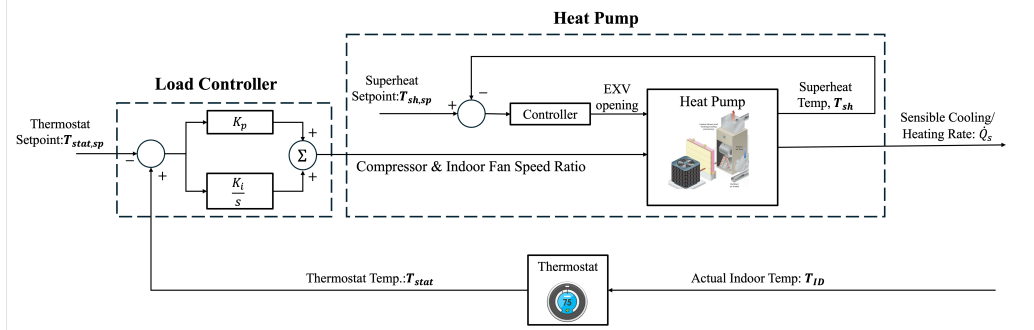 Heat Pump
Load Controller
Superheat
Setpoint:T_sh,sp
EXV
opening
Superheat
Temp, T_sh
Heat Pump
Controller
+
−
Thermostat
Setpoint:T_stat,sp
−
+
K_p
K_i
s
+
Σ
+
Compressor & Indoor Fan Speed Ratio
Sensible Cooling/
Heating Rate: Q̇_s
Thermostat Temp.:T_stat
Thermostat
75
Actual Indoor Temp: T_ID